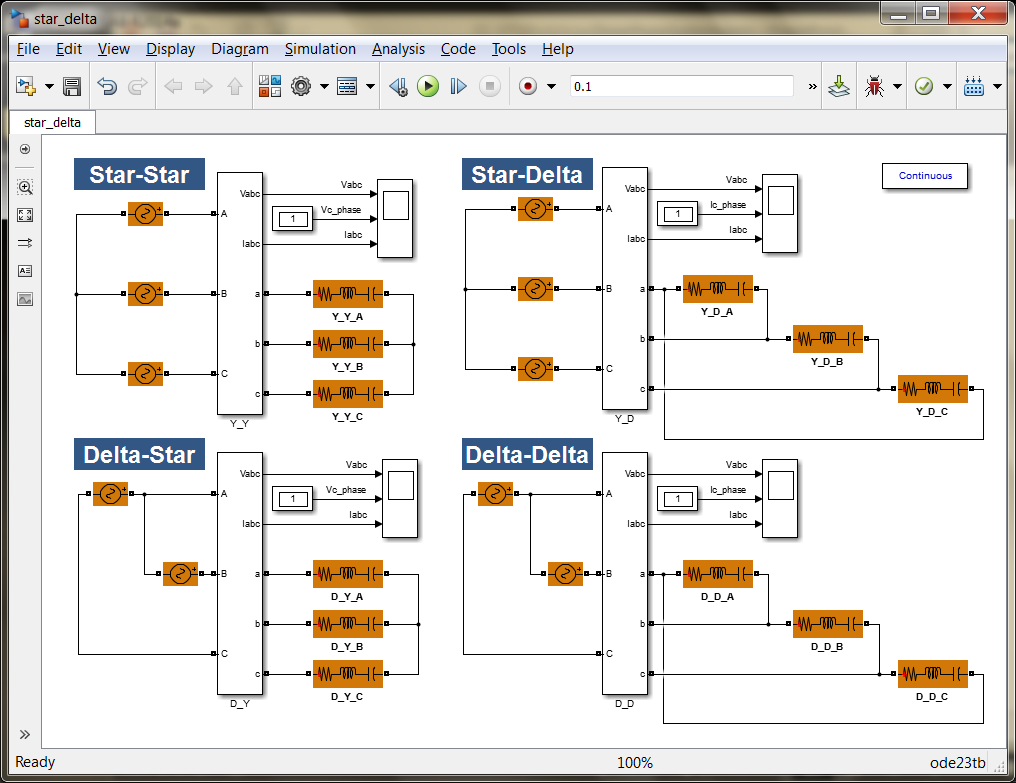 star_delta
File Edit View Display Diagram Simulation Analysis Code Tools Help
0.1 »
star_delta
Star-Star
Vabc
Iabc
A
B
C
a
b
c
Y_Y
Vabc
Vc_phase
Iabc
1
Y_Y_A
Y_Y_B
Y_Y_C
Star-Delta
Vabc
Iabc
A
B
C
a
b
c
Y_D
Vabc
Ic_phase
Iabc
1
Y_D_A
Y_D_B
Y_D_C
Continuous
Delta-Star
Vabc
Iabc
A
B
C
a
b
c
D_Y
Vabc
Vc_phase
Iabc
1
D_Y_A
D_Y_B
D_Y_C
Delta-Delta
Vabc
Iabc
A
B
C
a
b
c
D_D
Vabc
Ic_phase
Iabc
1
D_D_A
D_D_B
D_D_C
»
Ready 100% ode23tb